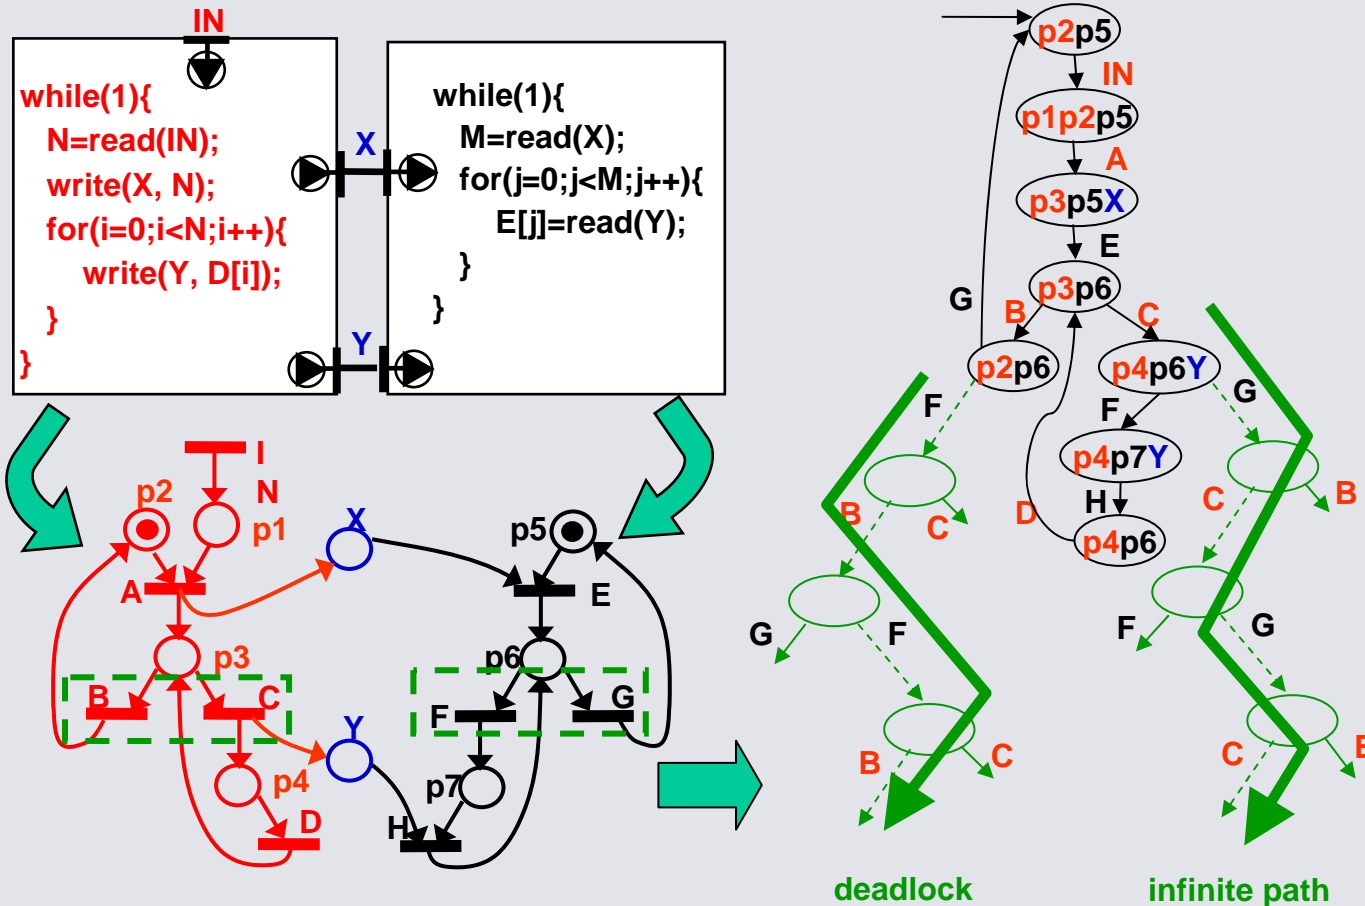 IN
while(1){
N=read(IN);
write(X, N);
for(i=0;i<N;i++){
write(Y, D[i]);
}
}
X
Y
while(1){
M=read(X);
for(j=0;j<M;j++){
E[j]=read(Y);
}
}
I
N
p2
p1
X
p5
A
E
p3
p6
B
C
F
G
Y
p4
p7
D
H
p2p5
IN
p1p2p5
A
p3p5X
E
p3p6
G
B
C
p2p6
p4p6Y
F
F
G
p4p7Y
H
D
p4p6
B
C
C
B
G
F
F
G
B
C
C
B
deadlock
infinite path